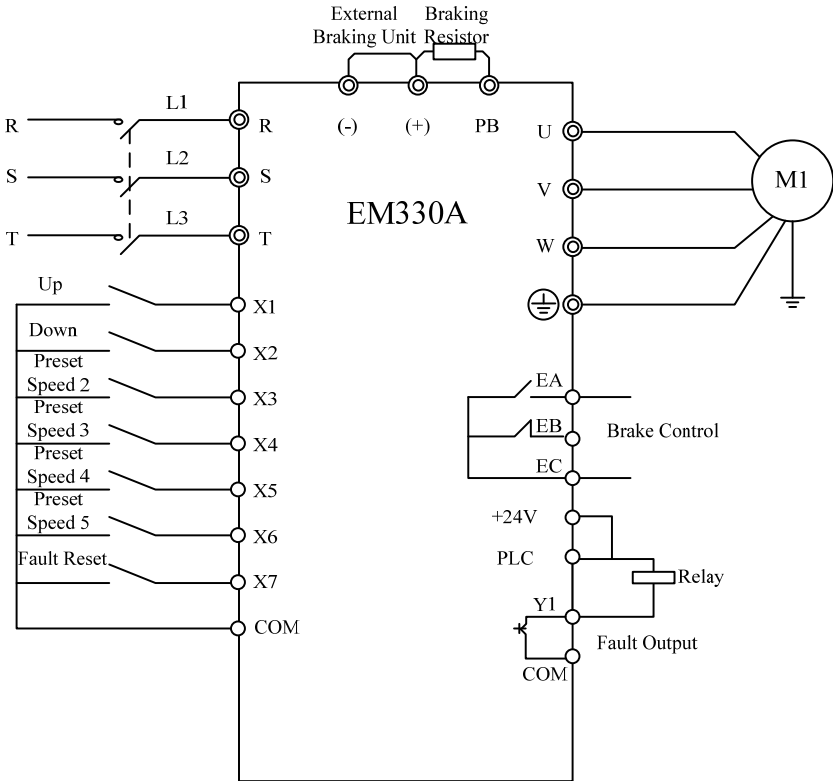 External Braking
Braking Unit Resistor
(-) (+) PB
R L1 R
S L2 S
T L3 T
EM330A
U
V
W
M1
Up X1
Down X2
Preset
Speed 2 X3
Preset
Speed 3 X4
Preset
Speed 4 X5
Preset
Speed 5 X6
Fault Reset X7
COM
EA
EB Brake Control
EC
+24V
PLC
Relay
Y1
Fault Output
COM